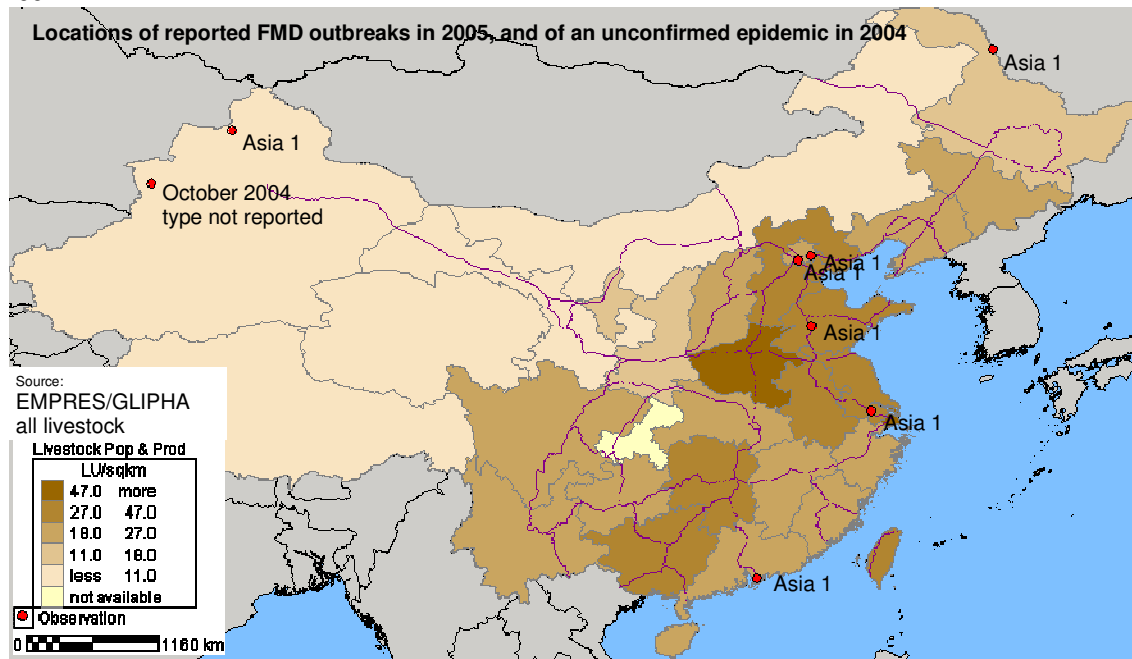 Locations of reported FMD outbreaks in 2005, and of an unconfirmed epidemic in 2004
Asia 1
Asia 1
October 2004
type not reported
Asia 1
Asia 1
Asia 1
Asia 1
Asia 1
Source:
EMPRES/GLIPHA
all livestock
Livestock Pop & Prod
LU/sqkm
47.0 more
27.0 47.0
18.0 27.0
11.0 18.0
less 11.0
not available
Observation
0 1160 km